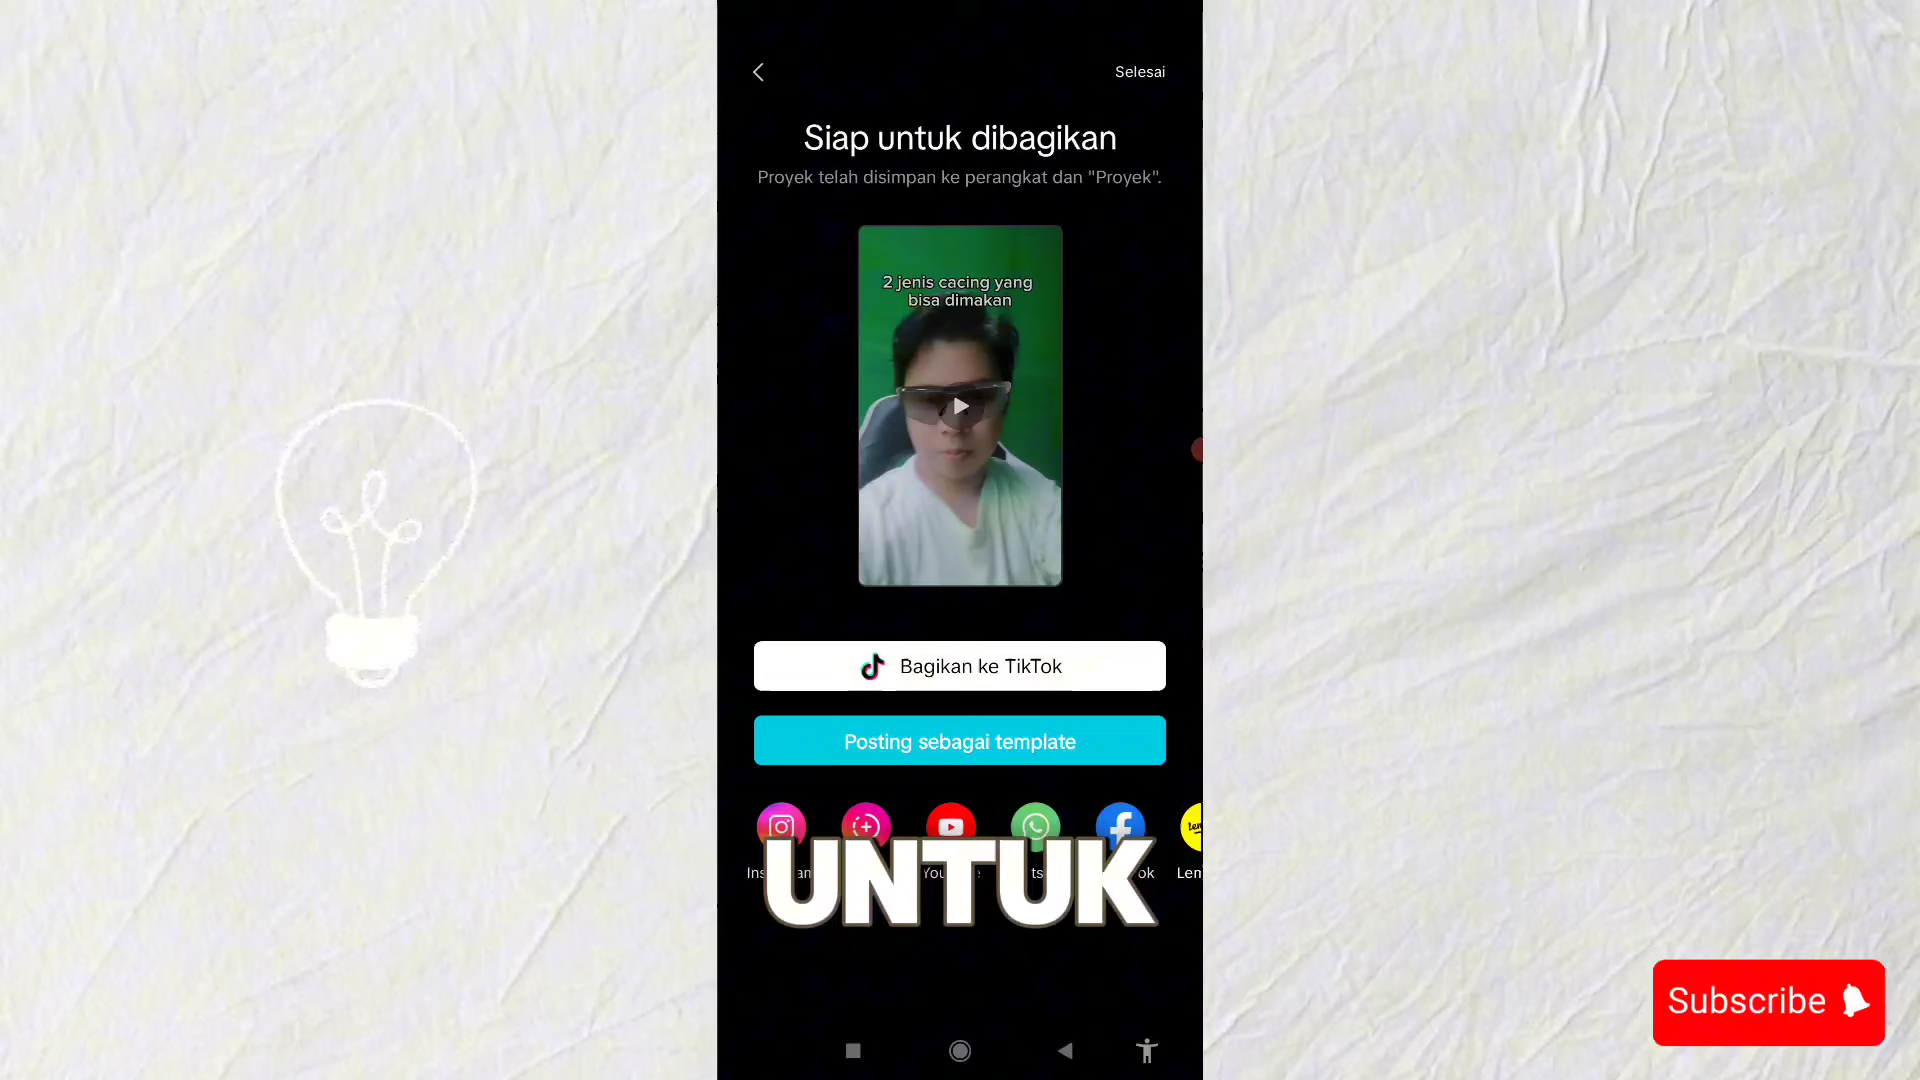 Selesai
Siap untuk dibagikan
Proyek telah disimpan ke perangkat dan "Proyek".
2 jenis cacing yang
bisa dimakan
Bagikan ke TikTok
Posting sebagai template
UNTUK
Subscribe